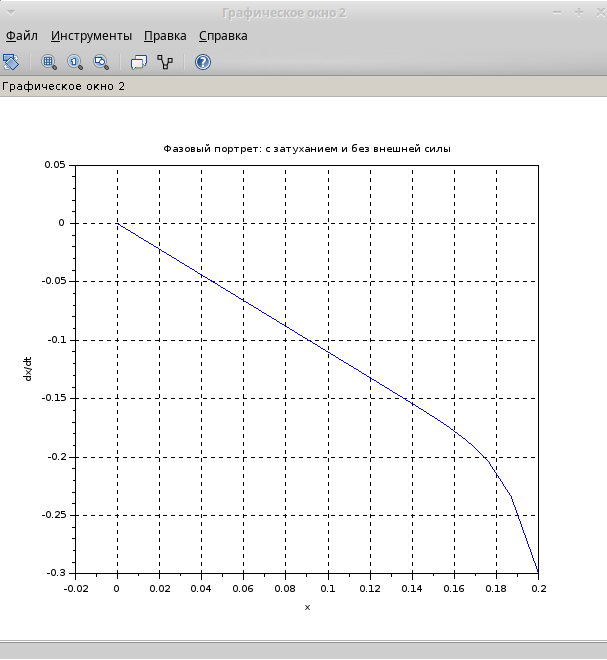 Графическое окно 2
Файл Инструменты Правка Справка
Графическое окно 2
Фазовый портрет: с затуханием и без внешней силы
0.05
0
-0.05
-0.1
-0.15
-0.2
-0.25
-0.3
dx/dt
-0.02 0 0.02 0.04 0.06 0.08 0.1 0.12 0.14 0.16 0.18 0.2
x